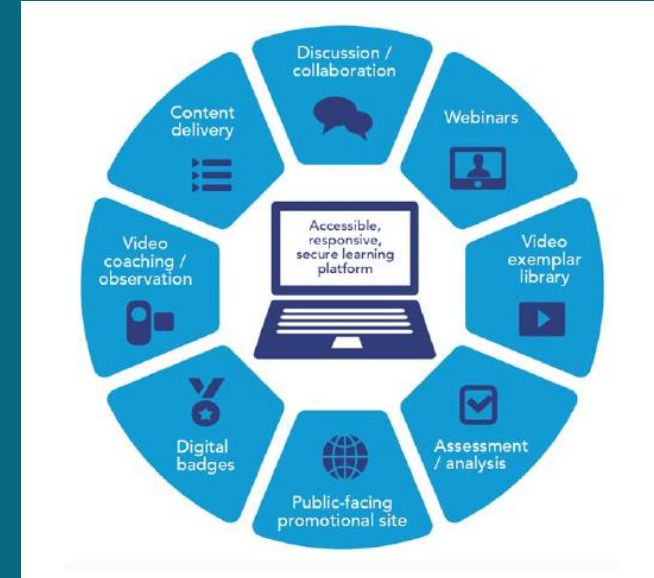 Discussion /
collaboration
Webinars
Video
exemplar
library
Assessment
/ analysis
Public-facing
promotional site
Digital
badges
Video
coaching /
observation
Content
delivery
Accessible,
responsive,
secure learning
platform